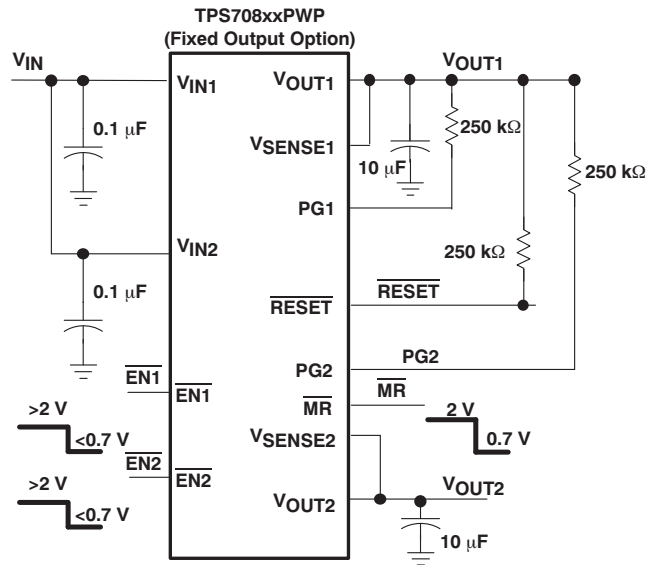 TPS708xxPWP
(Fixed Output Option)
VIN
VIN1
VOUT1
VOUT1
0.1 μF
250 kΩ
VSENSE1
10 μF
250 kΩ
PG1
VIN2
250 kΩ
0.1 μF
RESET
RESET
PG2
PG2
EN1
EN1
MR
MR
>2 V
<0.7 V
2 V
0.7 V
VSENSE2
EN2
EN2
>2 V
<0.7 V
VOUT2
VOUT2
10 μF